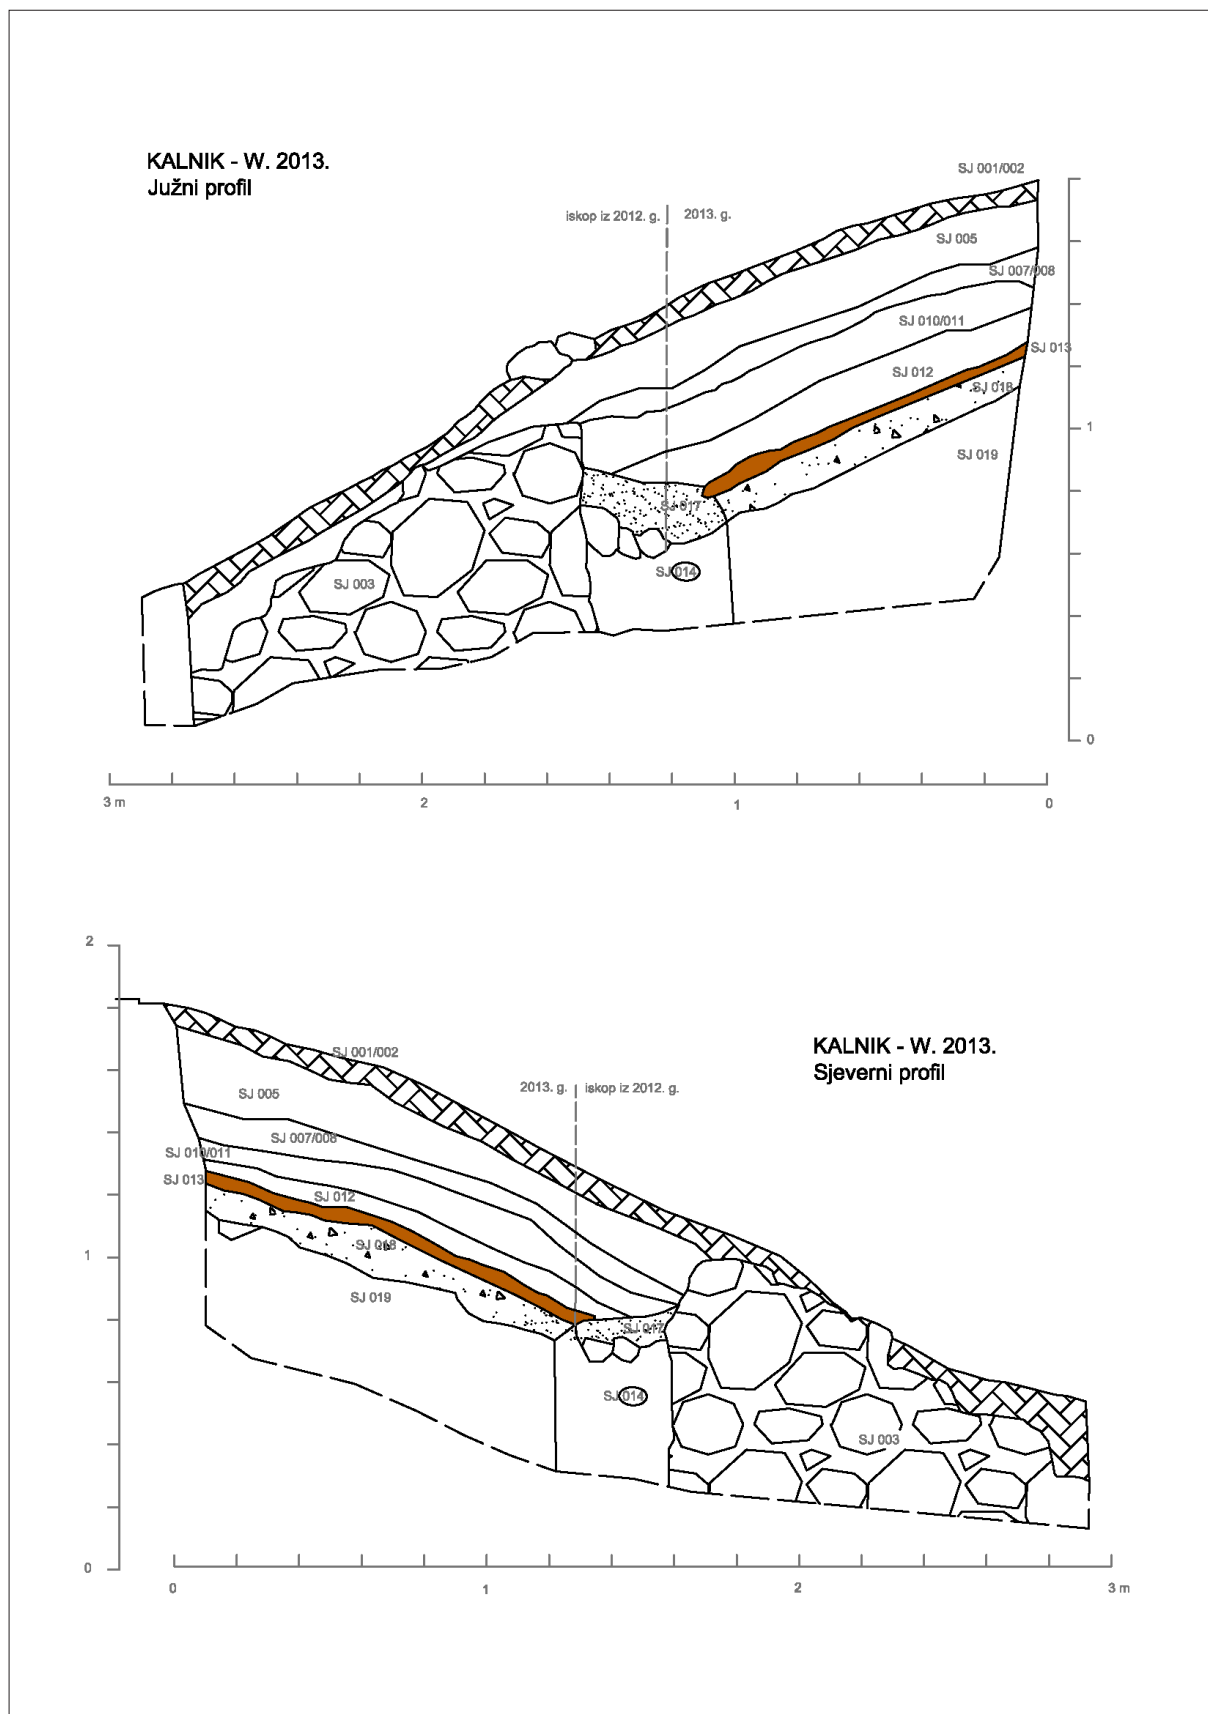 KALNIK - W. 2013.
Južni profil
SJ 001/002
iskop iz 2012. g.
2013. g.
SJ 005
SJ 007/008
SJ 010/011
SJ 013
SJ 012
SJ 018
1
SJ 019
SJ 017
SJ 014
SJ 003
0
3 m
2
1
0
2
KALNIK - W. 2013.
Sjeverni profil
SJ 001/002
2013. g.
iskop iz 2012. g.
SJ 005
SJ 007/008
SJ 010/011
SJ 013
SJ 012
SJ 018
1
SJ 019
SJ 017
SJ 014
SJ 003
0
0
1
2
3 m